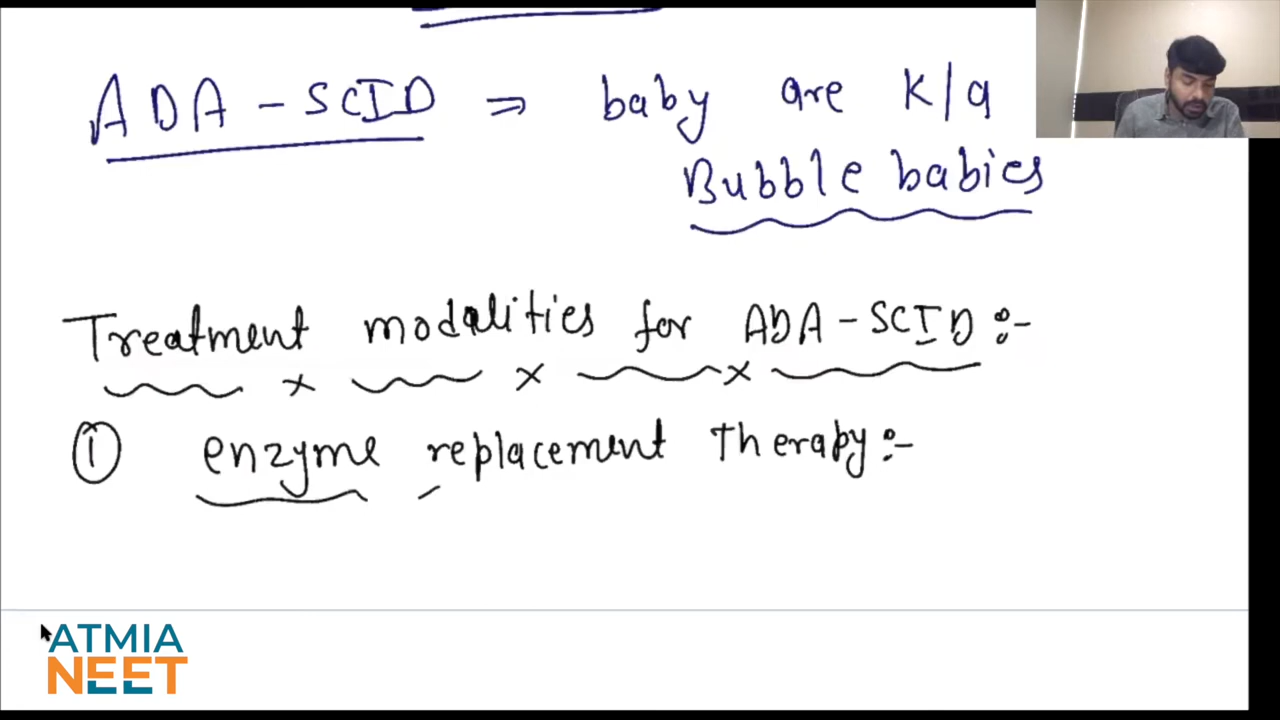 ADA - SCID ⇒ baby are k/a
Bubble babies
Treatment modalities for ADA - SCID :-
① enzyme replacement Therapy :-
ATMIA
NEET